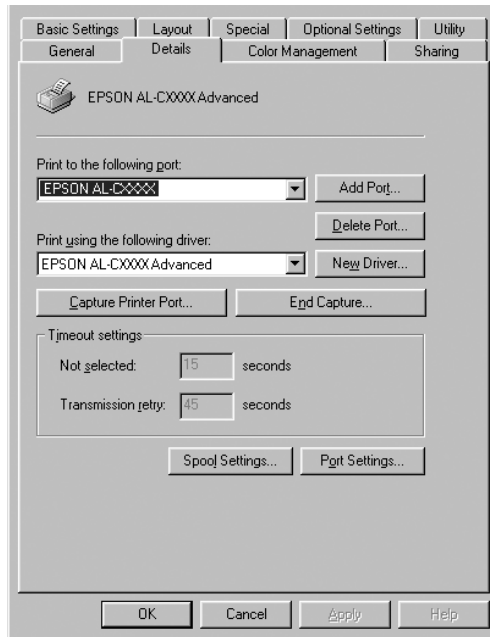 Basic Settings Layout Special Optional Settings Utility
General Details Color Management Sharing
EPSON AL-CXXXX Advanced
Print to the following port:
EPSON AL-CXXXX Add Port...
Delete Port...
Print using the following driver:
EPSON AL-CXXXX Advanced New Driver...
Capture Printer Port... End Capture...
Timeout settings
Not selected: 15 seconds
Transmission retry: 45 seconds
Spool Settings... Port Settings...
OK Cancel Apply Help